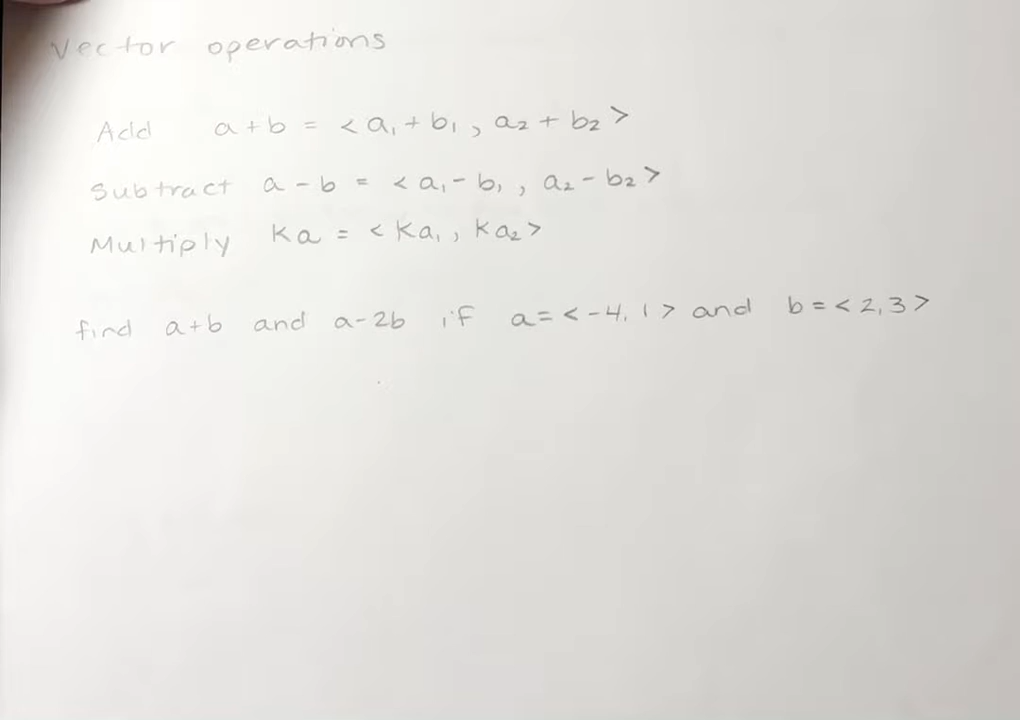 Vector operations
Add a + b = < a₁ + b₁ , a₂ + b₂ >
Subtract a - b = < a₁ - b₁ , a₂ - b₂ >
Multiply Ka = < Ka₁ , Ka₂ >
find a+b and a-2b if a = < -4, 1 > and b = < 2, 3 >